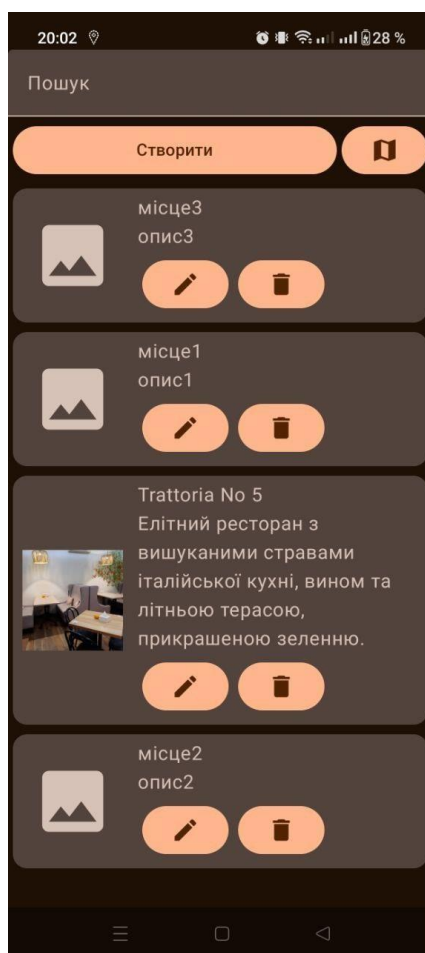 20:02 28 %
Пошук
Створити
місце3
опис3
місце1
опис1
Trattoria No 5
Елітний ресторан з
вишуканими стравами
італійської кухні, вином та
літньою терасою,
прикрашеною зеленню.
місце2
опис2